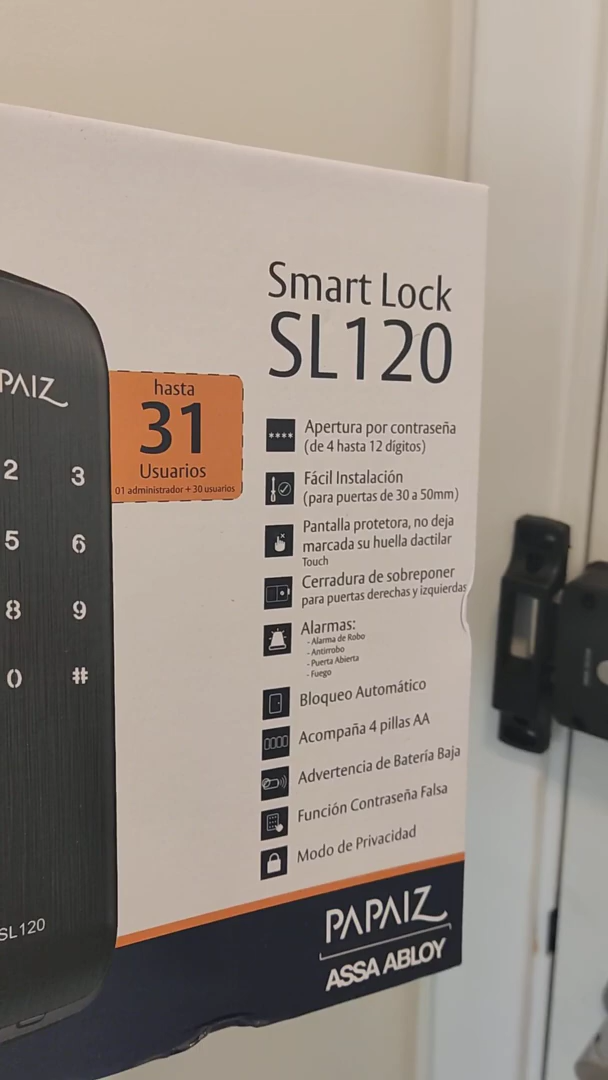 Smart Lock
SL120
PAIZ
hasta
31
Usuarios
01 administrador + 30 usuarios
2 3
5 6
8 9
0 #
SL120
****
Apertura por contraseña
(de 4 hasta 12 dígitos)
Fácil Instalación
(para puertas de 30 a 50mm)
Pantalla protetora, no deja
marcada su huella dactilar
Touch
Cerradura de sobreponer
para puertas derechas y izquierdas
Alarmas:
- Alarma de Robo
- Antirrobo
- Puerta Abierta
- Fuego
Bloqueo Automático
Acompaña 4 pillas AA
Advertencia de Batería Baja
Función Contraseña Falsa
Modo de Privacidad
PAPAIZ
ASSA ABLOY